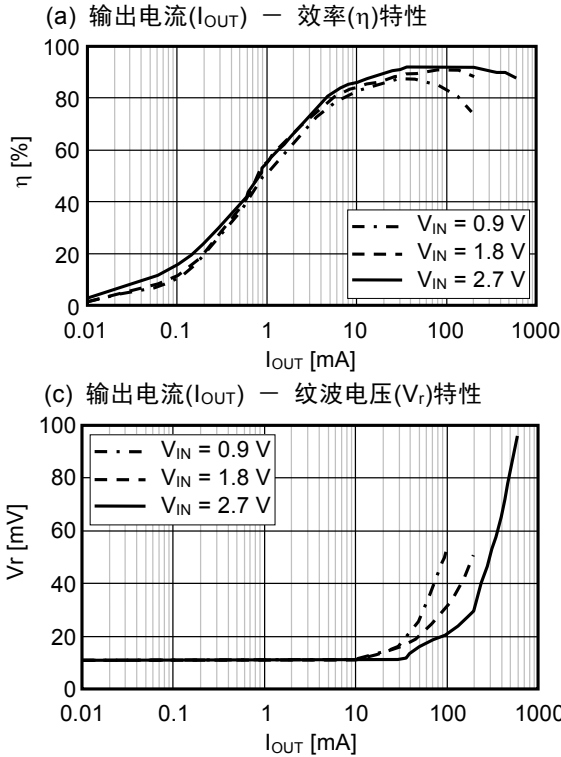 (a) 输出电流(IOUT) － 效率(η)特性
100
80
60
40
20
0
η [%]
VIN = 0.9 V
VIN = 1.8 V
VIN = 2.7 V
0.01 0.1 1 10 100 1000
IOUT [mA]
(c) 输出电流(IOUT) － 纹波电压(Vr)特性
100
80
60
40
20
0
Vr [mV]
VIN = 0.9 V
VIN = 1.8 V
VIN = 2.7 V
0.01 0.1 1 10 100 1000
IOUT [mA]